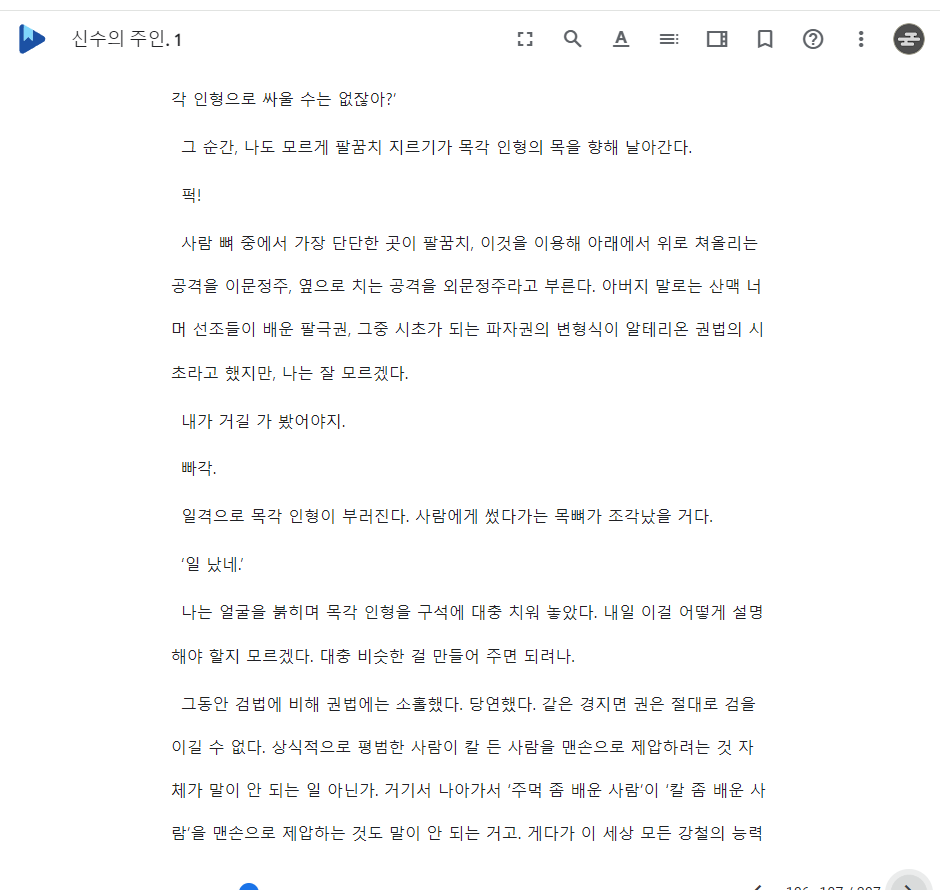 신수의 주인. 1
각 인형으로 싸울 수는 없잖아?'
그 순간, 나도 모르게 팔꿈치 지르기가 목각 인형의 목을 향해 날아간다.
퍽!
사람 뼈 중에서 가장 단단한 곳이 팔꿈치, 이것을 이용해 아래에서 위로 쳐올리는
공격을 이문정주, 옆으로 치는 공격을 외문정주라고 부른다. 아버지 말로는 산맥 너
머 선조들이 배운 팔극권, 그중 시초가 되는 파자권의 변형식이 알테리온 권법의 시
초라고 했지만, 나는 잘 모르겠다.
내가 거길 가 봤어야지.
빠각.
일격으로 목각 인형이 부러진다. 사람에게 썼다가는 목뼈가 조각났을 거다.
'일 났네.'
나는 얼굴을 붉히며 목각 인형을 구석에 대충 치워 놓았다. 내일 이걸 어떻게 설명
해야 할지 모르겠다. 대충 비슷한 걸 만들어 주면 되려나.
그동안 검법에 비해 권법에는 소홀했다. 당연했다. 같은 경지면 권은 절대로 검을
이길 수 없다. 상식적으로 평범한 사람이 칼 든 사람을 맨손으로 제압하려는 것 자
체가 말이 안 되는 일 아닌가. 거기서 나아가서 '주먹 좀 배운 사람'이 '칼 좀 배운 사
람'을 맨손으로 제압하는 것도 말이 안 되는 거고. 게다가 이 세상 모든 강철의 능력